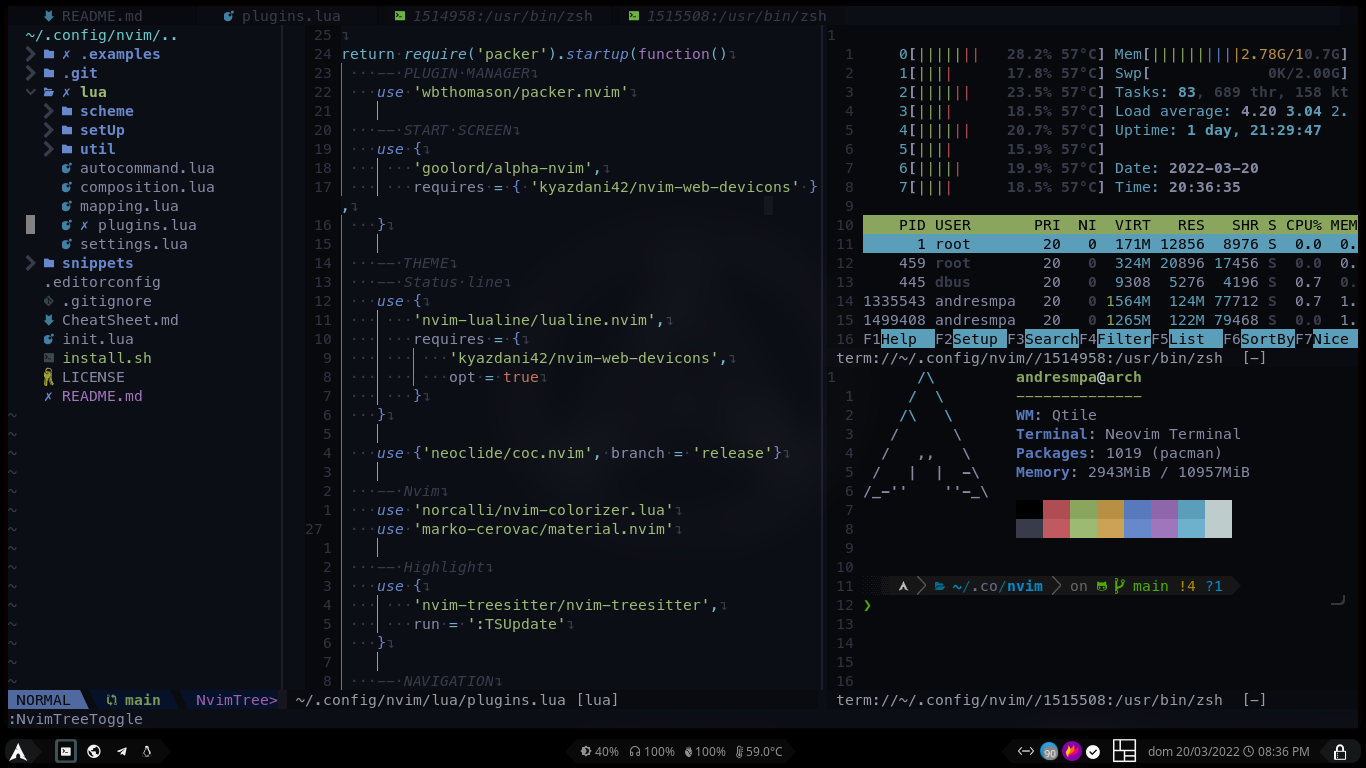 README.md plugins.lua 1514958:/usr/bin/zsh 1515508:/usr/bin/zsh
~/.config/nvim/..
✗ .examples
.git
✗ lua
scheme
setUp
util
autocommand.lua
composition.lua
mapping.lua
✗ plugins.lua
settings.lua
snippets
.editorconfig
.gitignore
CheatSheet.md
init.lua
install.sh
LICENSE
✗ README.md
NORMAL main NvimTree>
:NvimTreeToggle
25
24 return require('packer').startup(function()
23 -- PLUGIN MANAGER
22 use 'wbthomason/packer.nvim'
21
20 -- START SCREEN
19 use {
18 'goolord/alpha-nvim',
17 requires = { 'kyazdani42/nvim-web-devicons' }
,
16 }
15
14 -- THEME
13 -- Status line
12 use {
11 'nvim-lualine/lualine.nvim',
10 requires = {
9 'kyazdani42/nvim-web-devicons',
8 opt = true
7 }
6 }
5
4 use {'neoclide/coc.nvim', branch = 'release'}
3
2 -- Nvim
1 use 'norcalli/nvim-colorizer.lua'
27 use 'marko-cerovac/material.nvim'
1
2 -- Highlight
3 use {
4 'nvim-treesitter/nvim-treesitter',
5 run = ':TSUpdate'
6 }
7
8 -- NAVIGATION
~/.config/nvim/lua/plugins.lua [lua]
1
1 0[||||||| 28.2% 57°C] Mem[||||||||||2.78G/10.7G]
2 1[|||| 17.8% 57°C] Swp[ 0K/2.00G]
3 2[|||||| 23.5% 57°C] Tasks: 83, 689 thr, 158 kt
4 3[|||| 18.5% 57°C] Load average: 4.20 3.04 2.
5 4[|||||| 20.7% 57°C] Uptime: 1 day, 21:29:47
6 5[|||| 15.9% 57°C]
7 6[||||| 19.9% 57°C] Date: 2022-03-20
8 7[|||| 18.5% 57°C] Time: 20:36:35
9
10 PID USER PRI NI VIRT RES SHR S CPU% MEM
11 1 root 20 0 171M 12856 8976 S 0.0 0.
12 459 root 20 0 324M 20896 17456 S 0.0 0.
13 445 dbus 20 0 9308 5276 4196 S 0.7 0.
14 1335543 andresmpa 20 0 1564M 124M 77712 S 0.7 1.
15 1499408 andresmpa 20 0 1265M 122M 79468 S 0.0 1.
16 F1Help F2Setup F3SearchF4FilterF5List F6SortByF7Nice
term://~/.config/nvim//1514958:/usr/bin/zsh [-]
1 /\ andresmpa@arch
1 / \ --------------
2 /\ \ WM: Qtile
3 / \ Terminal: Neovim Terminal
4 / ,, \ Packages: 1019 (pacman)
5 / | | -\ Memory: 2943MiB / 10957MiB
6 /_-'' ''-_\
7
8
9
10
11 ~/.co/nvim on main !4 ?1
12 ❯
13
14
15
16
term://~/.config/nvim//1515508:/usr/bin/zsh [-]
40% 100% 100% 59.0°C 90 dom 20/03/2022 08:36 PM